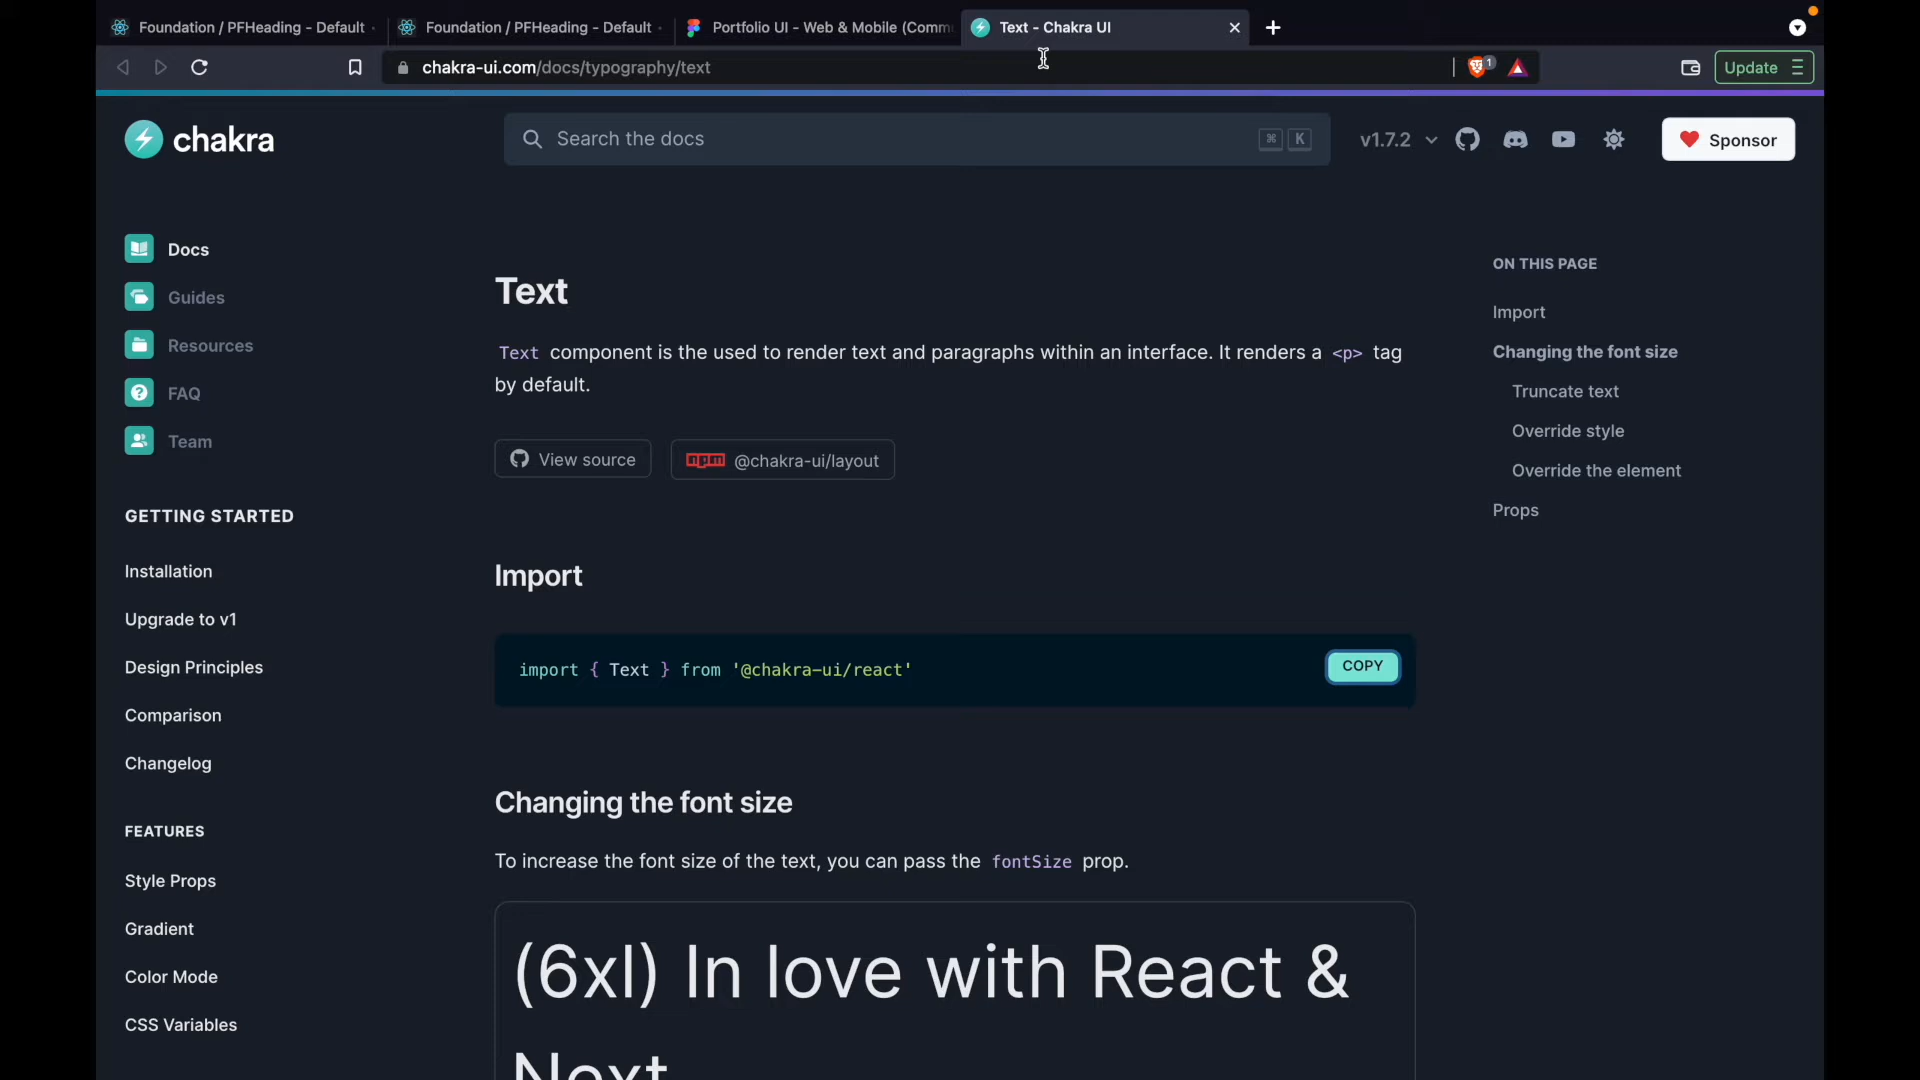 Foundation / PFHeading - Default
Foundation / PFHeading - Default
Portfolio UI - Web & Mobile (Comm
Text - Chakra UI
chakra-ui.com/docs/typography/text
1
Update
chakra
Search the docs
⌘ K
v1.7.2
Sponsor
Docs
Guides
Resources
FAQ
Team
GETTING STARTED
Installation
Upgrade to v1
Design Principles
Comparison
Changelog
FEATURES
Style Props
Gradient
Color Mode
CSS Variables
Text
Text component is the used to render text and paragraphs within an interface. It renders a <p> tag
by default.
View source
npm @chakra-ui/layout
Import
import { Text } from '@chakra-ui/react'
COPY
Changing the font size
To increase the font size of the text, you can pass the fontSize prop.
(6xl) In love with React &
Next
ON THIS PAGE
Import
Changing the font size
Truncate text
Override style
Override the element
Props